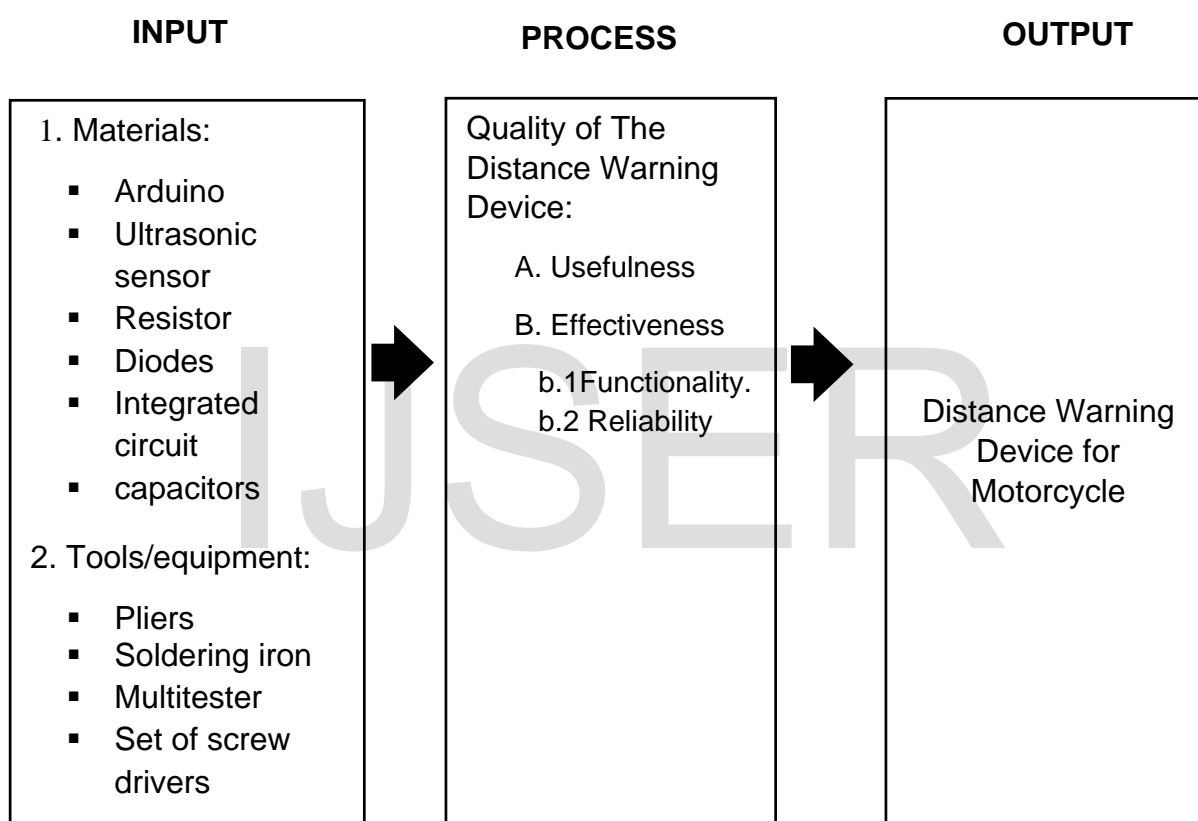 INPUT
PROCESS
OUTPUT
1. Materials:
▪ Arduino
▪ Ultrasonic
sensor
▪ Resistor
▪ Diodes
▪ Integrated
circuit
▪ capacitors
2. Tools/equipment:
▪ Pliers
▪ Soldering iron
▪ Multitester
▪ Set of screw
drivers
Quality of The
Distance Warning
Device:
A. Usefulness
B. Effectiveness
b.1Functionality.
b.2 Reliability
Distance Warning
Device for
Motorcycle
IJSER